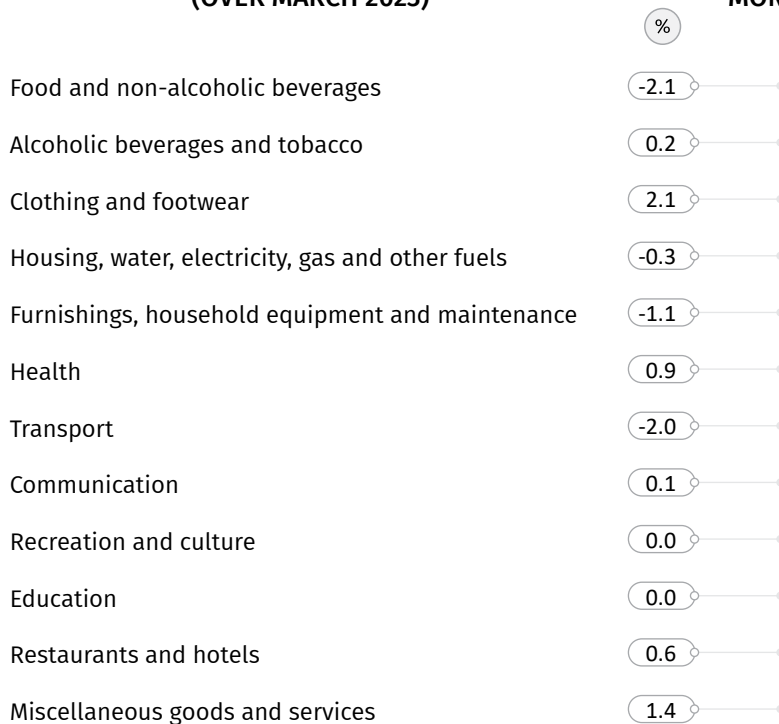 (OVER MARCH 2025)
%
Food and non-alcoholic beverages -2.1
Alcoholic beverages and tobacco 0.2
Clothing and footwear 2.1
Housing, water, electricity, gas and other fuels -0.3
Furnishings, household equipment and maintenance -1.1
Health 0.9
Transport -2.0
Communication 0.1
Recreation and culture 0.0
Education 0.0
Restaurants and hotels 0.6
Miscellaneous goods and services 1.4